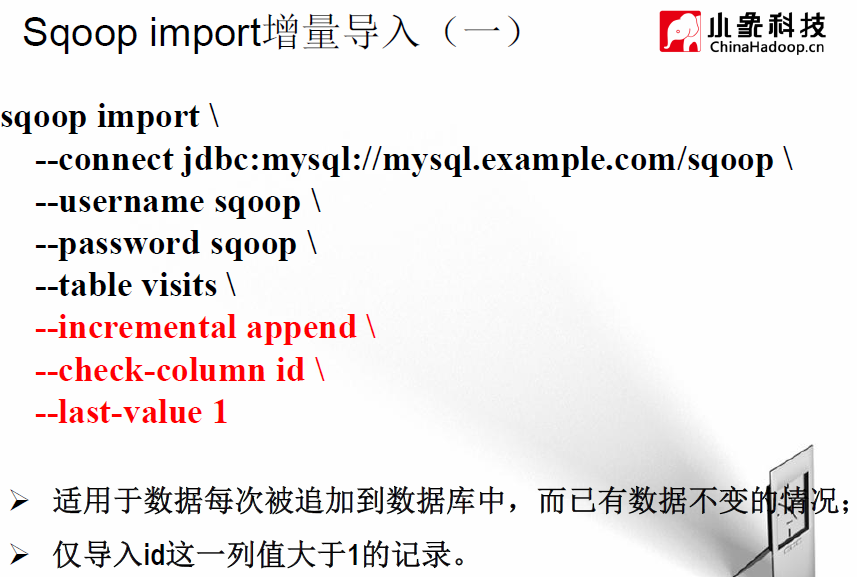 Sqoop import增量导入（一）
小象科技
ChinaHadoop.cn
sqoop import \
--connect jdbc:mysql://mysql.example.com/sqoop \
--username sqoop \
--password sqoop \
--table visits \
--incremental append \
--check-column id \
--last-value 1
➢ 适用于数据每次被追加到数据库中，而已有数据不变的情况；
➢ 仅导入id这一列值大于1的记录。